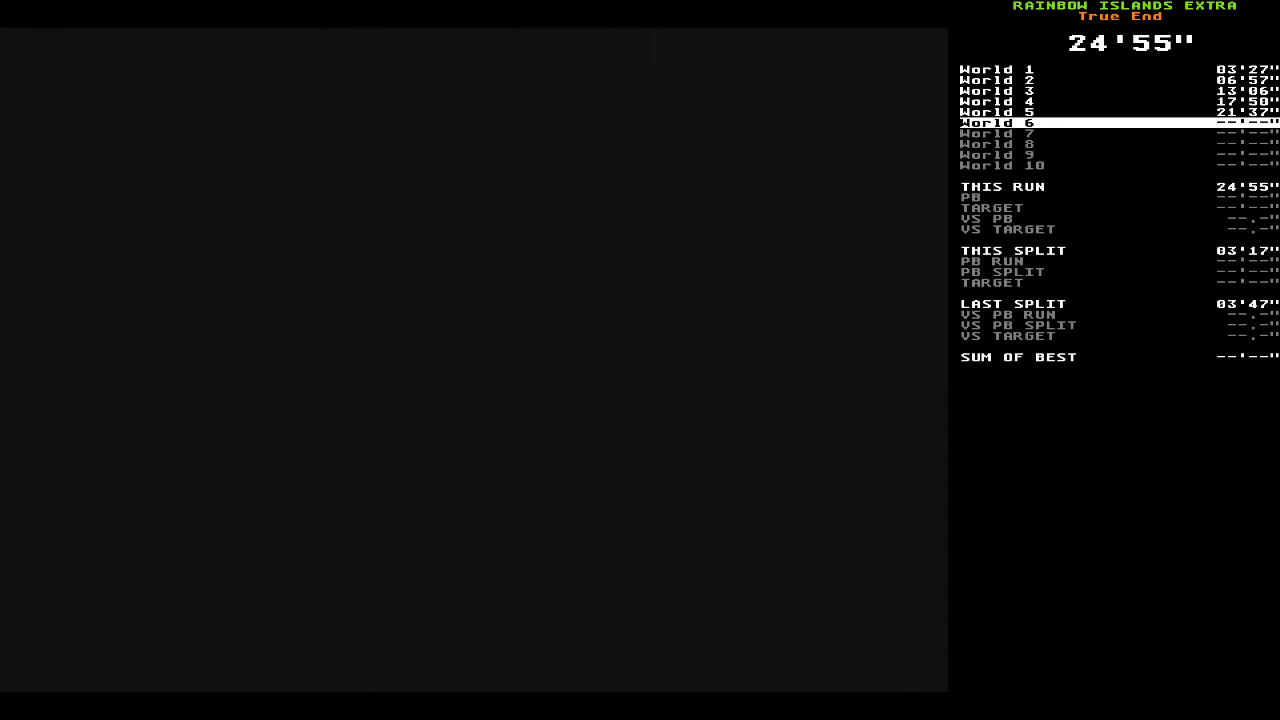 RAINBOW ISLANDS EXTRA
True End
24'55"
World 1 03'27"
World 2 06'57"
World 3 13'06"
World 4 17'50"
World 5 21'37"
World 6 --'--"
World 7 --'--"
World 8 --'--"
World 9 --'--"
World 10 --'--"
THIS RUN 24'55"
PB --'--"
TARGET --'--"
VS PB --.-"
VS TARGET --.-"
THIS SPLIT 03'17"
PB RUN --'--"
PB SPLIT --'--"
TARGET --'--"
LAST SPLIT 03'47"
VS PB RUN --.-"
VS PB SPLIT --.-"
VS TARGET --.-"
SUM OF BEST --'--"